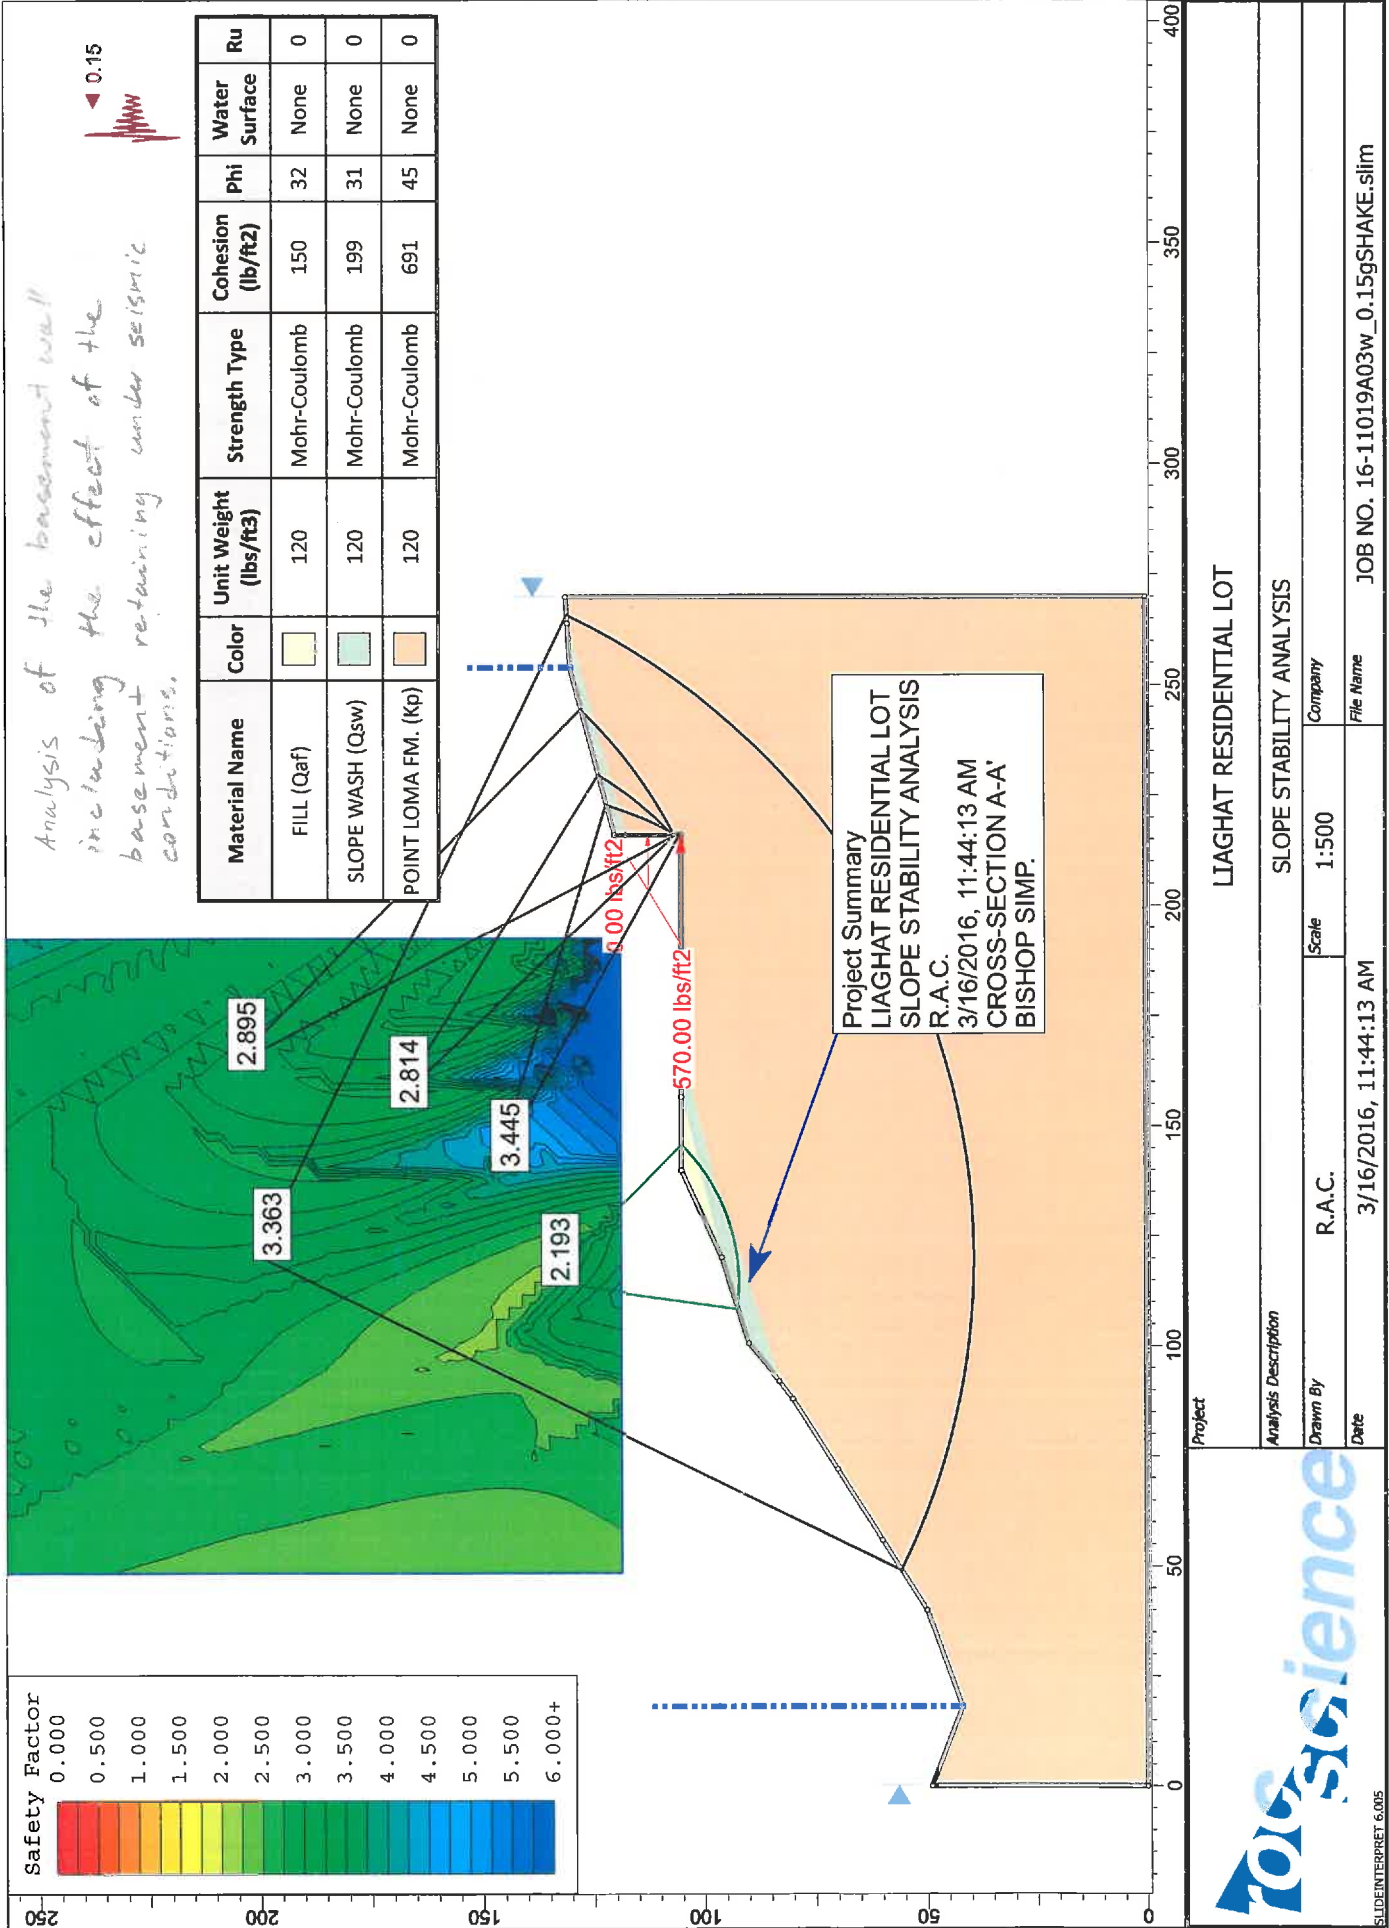 Analysis of the basement wall
including the effect of the
basement retaining under seismic
conditions.
0.15
Material Name Color Unit Weight (lbs/ft3) Strength Type Cohesion (lb/ft2) Phi Water Surface Ru
FILL (Qaf) 120 Mohr-Coulomb 150 32 None 0
SLOPE WASH (Qsw) 120 Mohr-Coulomb 199 31 None 0
POINT LOMA FM. (Kp) 120 Mohr-Coulomb 691 45 None 0
Safety Factor
0.000
0.500
1.000
1.500
2.000
2.500
3.000
3.500
4.000
4.500
5.000
5.500
6.000+
2.895
3.363
2.814
3.445
2.193
0.00 lbs/ft2
570.00 lbs/ft2
Project Summary
LIAGHAT RESIDENTIAL LOT
SLOPE STABILITY ANALYSIS
R.A.C.
3/16/2016, 11:44:13 AM
CROSS-SECTION A-A'
BISHOP SIMP.
250
200
150
100
50
0
0 50 100 150 200 250 300 350 400
rocscience
SLIDEINTERPRET 6.005
Project
LIAGHAT RESIDENTIAL LOT
Analysis Description
SLOPE STABILITY ANALYSIS
Drawn By R.A.C. Scale 1:500 Company
Date 3/16/2016, 11:44:13 AM File Name JOB NO. 16-11019A03w_0.15gSHAKE.slim